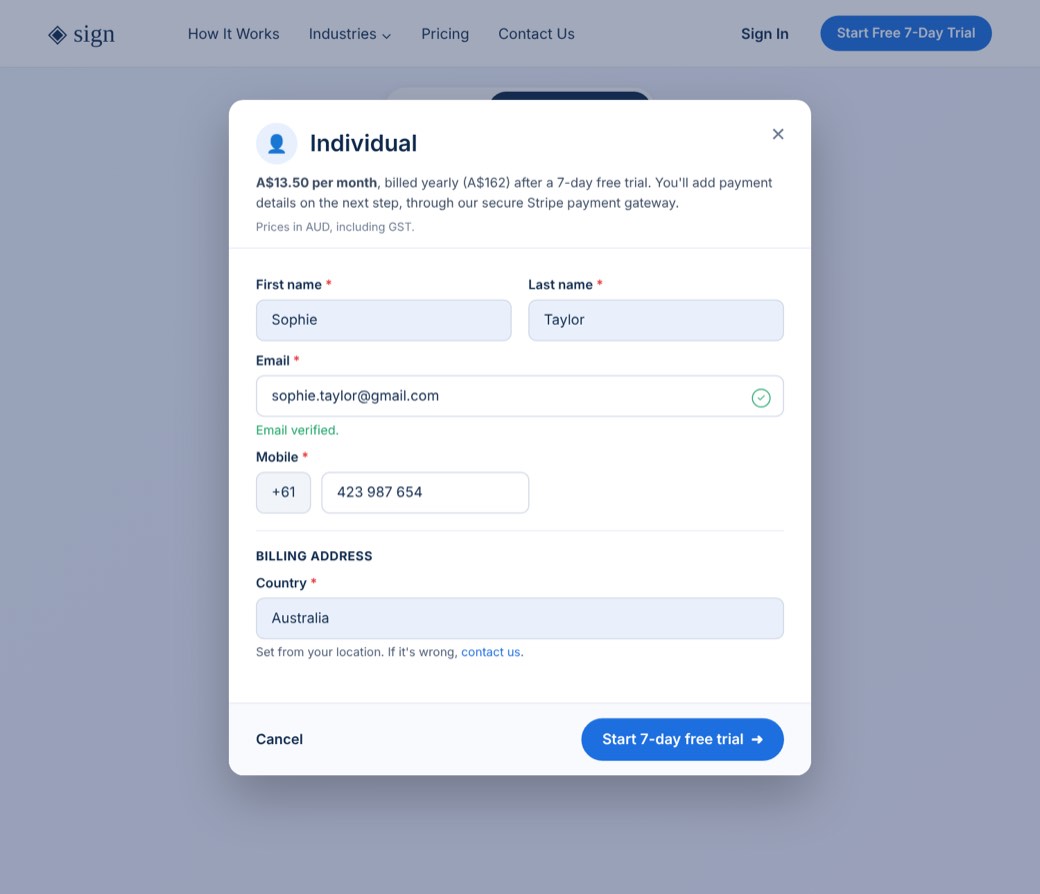 sign
How It Works
Industries
Pricing
Contact Us
Sign In
Start Free 7-Day Trial
Individual
A$13.50 per month, billed yearly (A$162) after a 7-day free trial. You'll add payment
details on the next step, through our secure Stripe payment gateway.
Prices in AUD, including GST.
First name *
Last name *
Sophie
Taylor
Email *
sophie.taylor@gmail.com
Email verified.
Mobile *
+61
423 987 654
BILLING ADDRESS
Country *
Australia
Set from your location. If it's wrong, contact us.
Cancel
Start 7-day free trial ➜